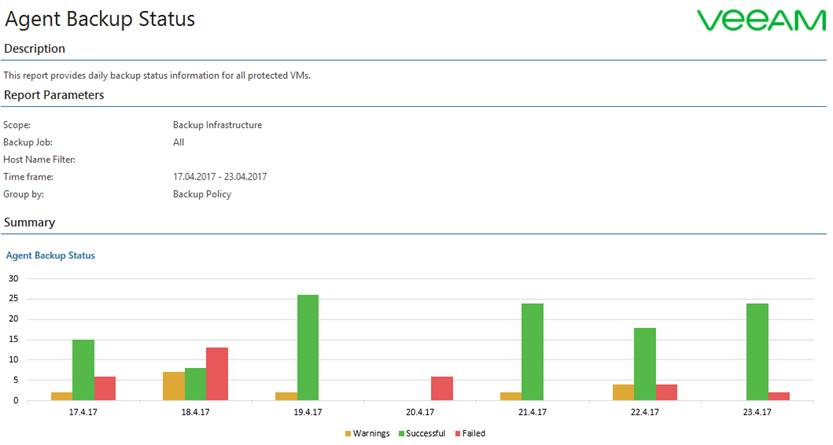 Agent Backup Status
veeam
Description
This report provides daily backup status information for all protected VMs.
Report Parameters
Scope: Backup Infrastructure
Backup Job: All
Host Name Filter:
Time frame: 17.04.2017 - 23.04.2017
Group by: Backup Policy
Summary
Agent Backup Status
30
25
20
15
10
5
0
17.4.17 18.4.17 19.4.17 20.4.17 21.4.17 22.4.17 23.4.17
Warnings Successful Failed